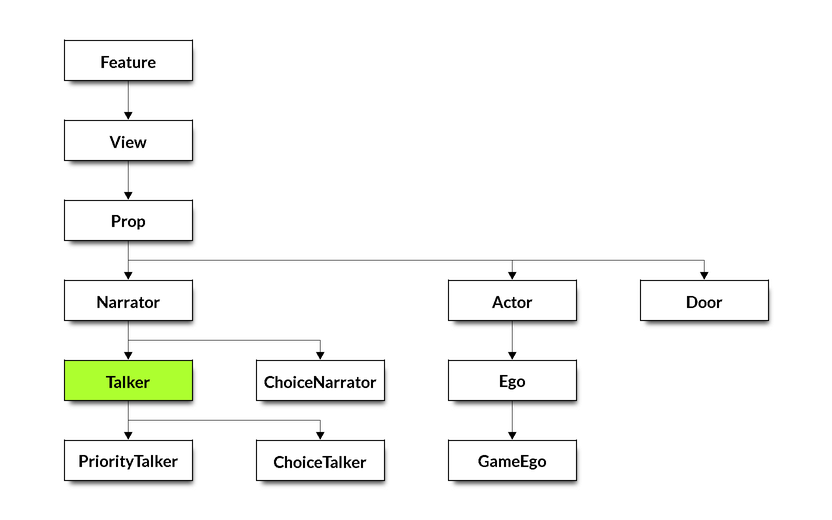 Feature
View
Prop
Narrator
Actor
Door
Talker
ChoiceNarrator
Ego
PriorityTalker
ChoiceTalker
GameEgo